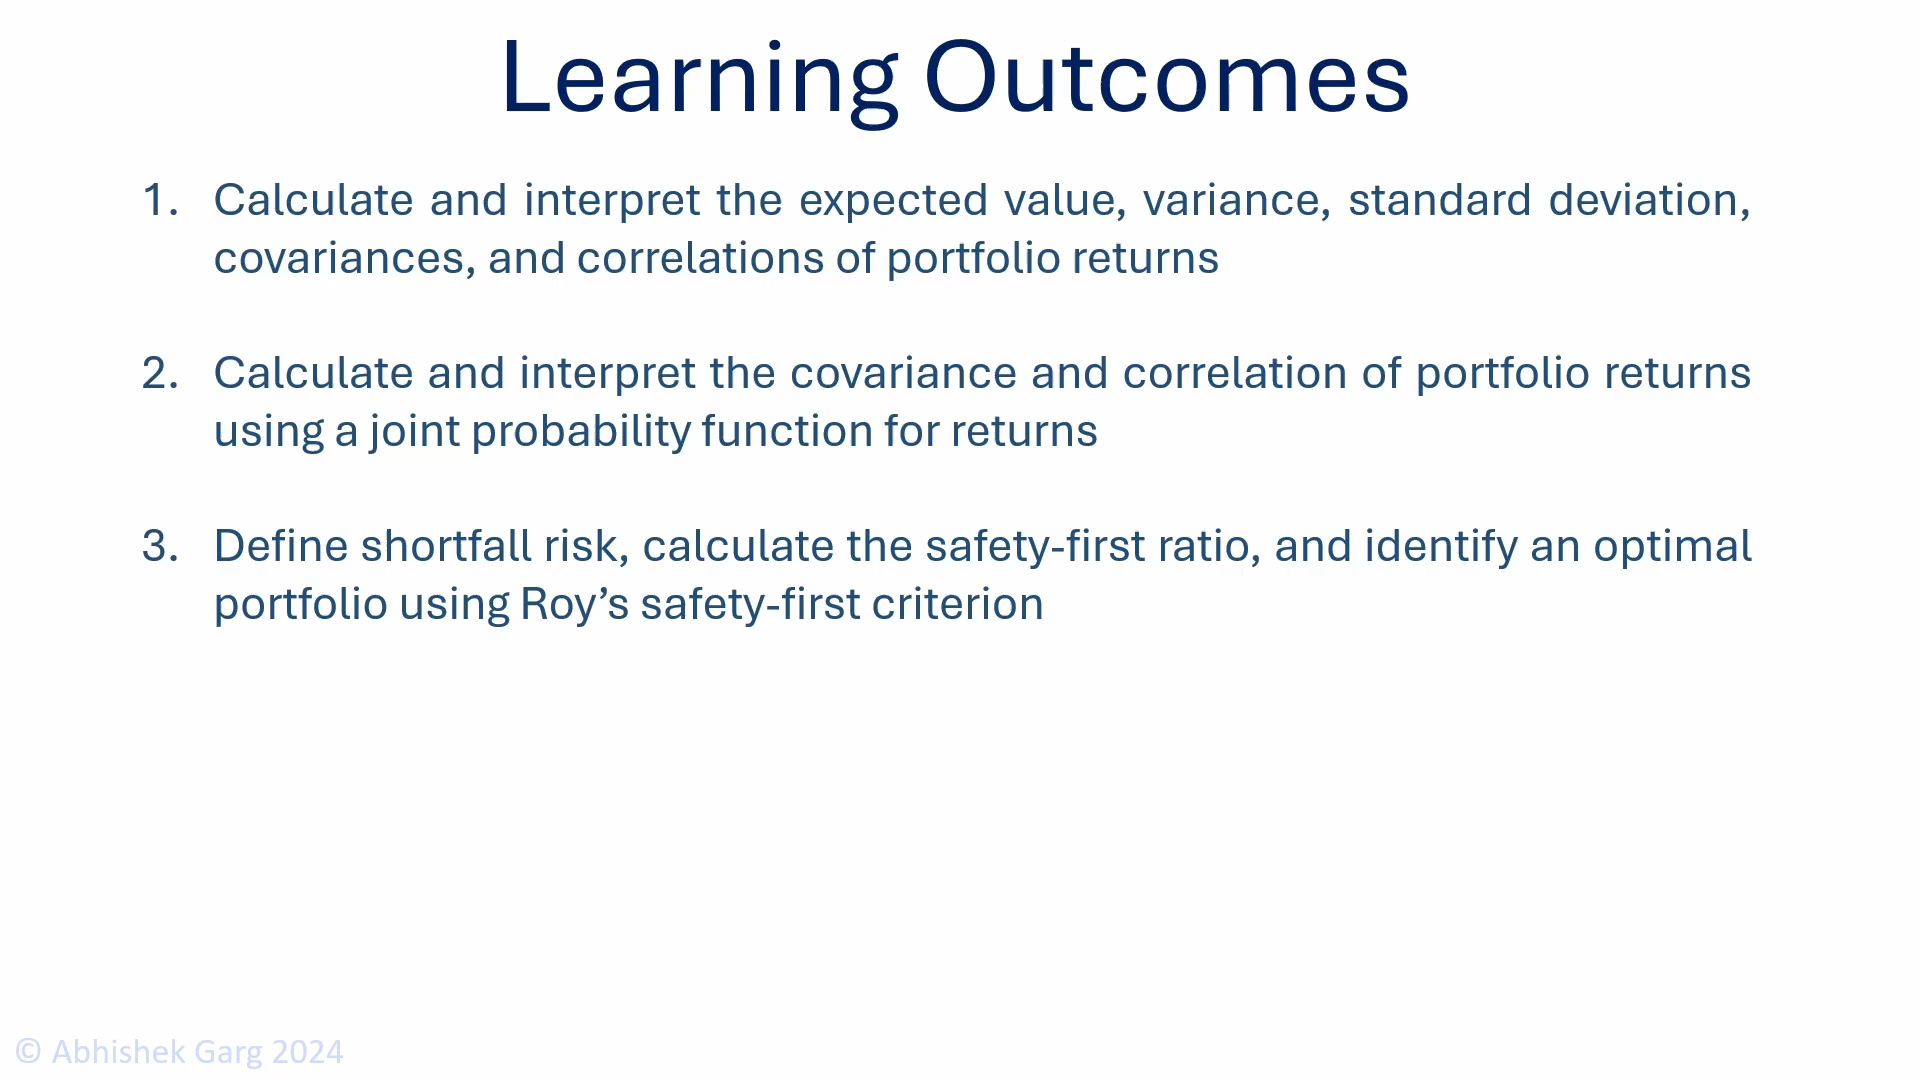 Learning Outcomes
1. Calculate and interpret the expected value, variance, standard deviation,
covariances, and correlations of portfolio returns
2. Calculate and interpret the covariance and correlation of portfolio returns
using a joint probability function for returns
3. Define shortfall risk, calculate the safety-first ratio, and identify an optimal
portfolio using Roy’s safety-first criterion
© Abhishek Garg 2024